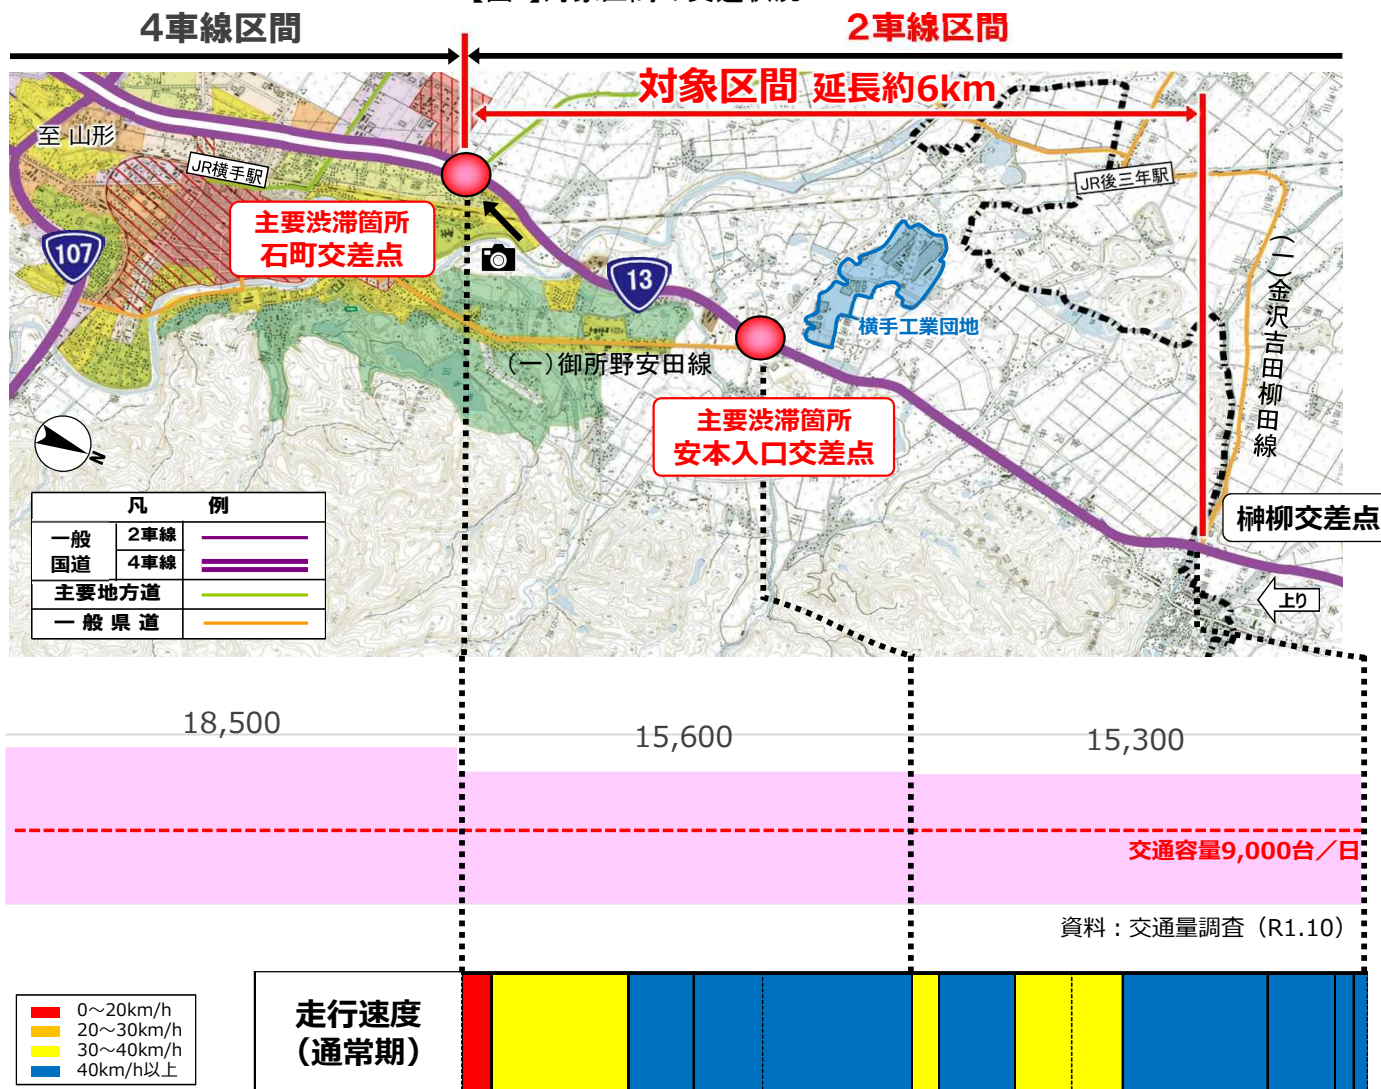 4車線区間
2車線区間
対象区間 延長約6km
至 山形
JR横手駅
JR後三年駅
主要渋滞箇所
石町交差点
107
13
横手工業団地
(一)金沢吉田柳田線
(一)御所野安田線
主要渋滞箇所
安本入口交差点
N
榊柳交差点
上り
凡 例
一般国道
2車線
4車線
主要地方道
一般県道
18,500
15,600
15,300
交通容量9,000台/日
資料:交通量調査(R1.10)
0~20km/h
20~30km/h
30~40km/h
40km/h以上
走行速度
(通常期)